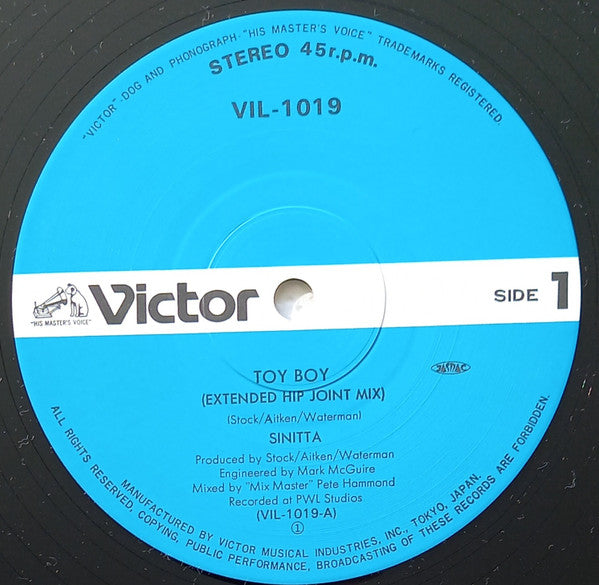 "VICTOR"-DOG AND PHONOGRAPH-"HIS MASTER'S VOICE" TRADEMARKS REGISTERED.
STEREO 45r.p.m.
VIL-1019
Victor
"HIS MASTER'S VOICE"
SIDE 1
TOY BOY
(EXTENDED HIP JOINT MIX)
JASRAC
(Stock/Aitken/Waterman)
SINITTA
Produced by Stock/Aitken/Waterman
Engineered by Mark McGuire
Mixed by "Mix Master" Pete Hammond
Recorded at PWL Studios
(VIL-1019-A)
①
MANUFACTURED BY VICTOR MUSICAL INDUSTRIES, INC., TOKYO, JAPAN.
ALL RIGHTS RESERVED, COPYING, PUBLIC PERFORMANCE, BROADCASTING OF THESE RECORDS ARE FORBIDDEN.